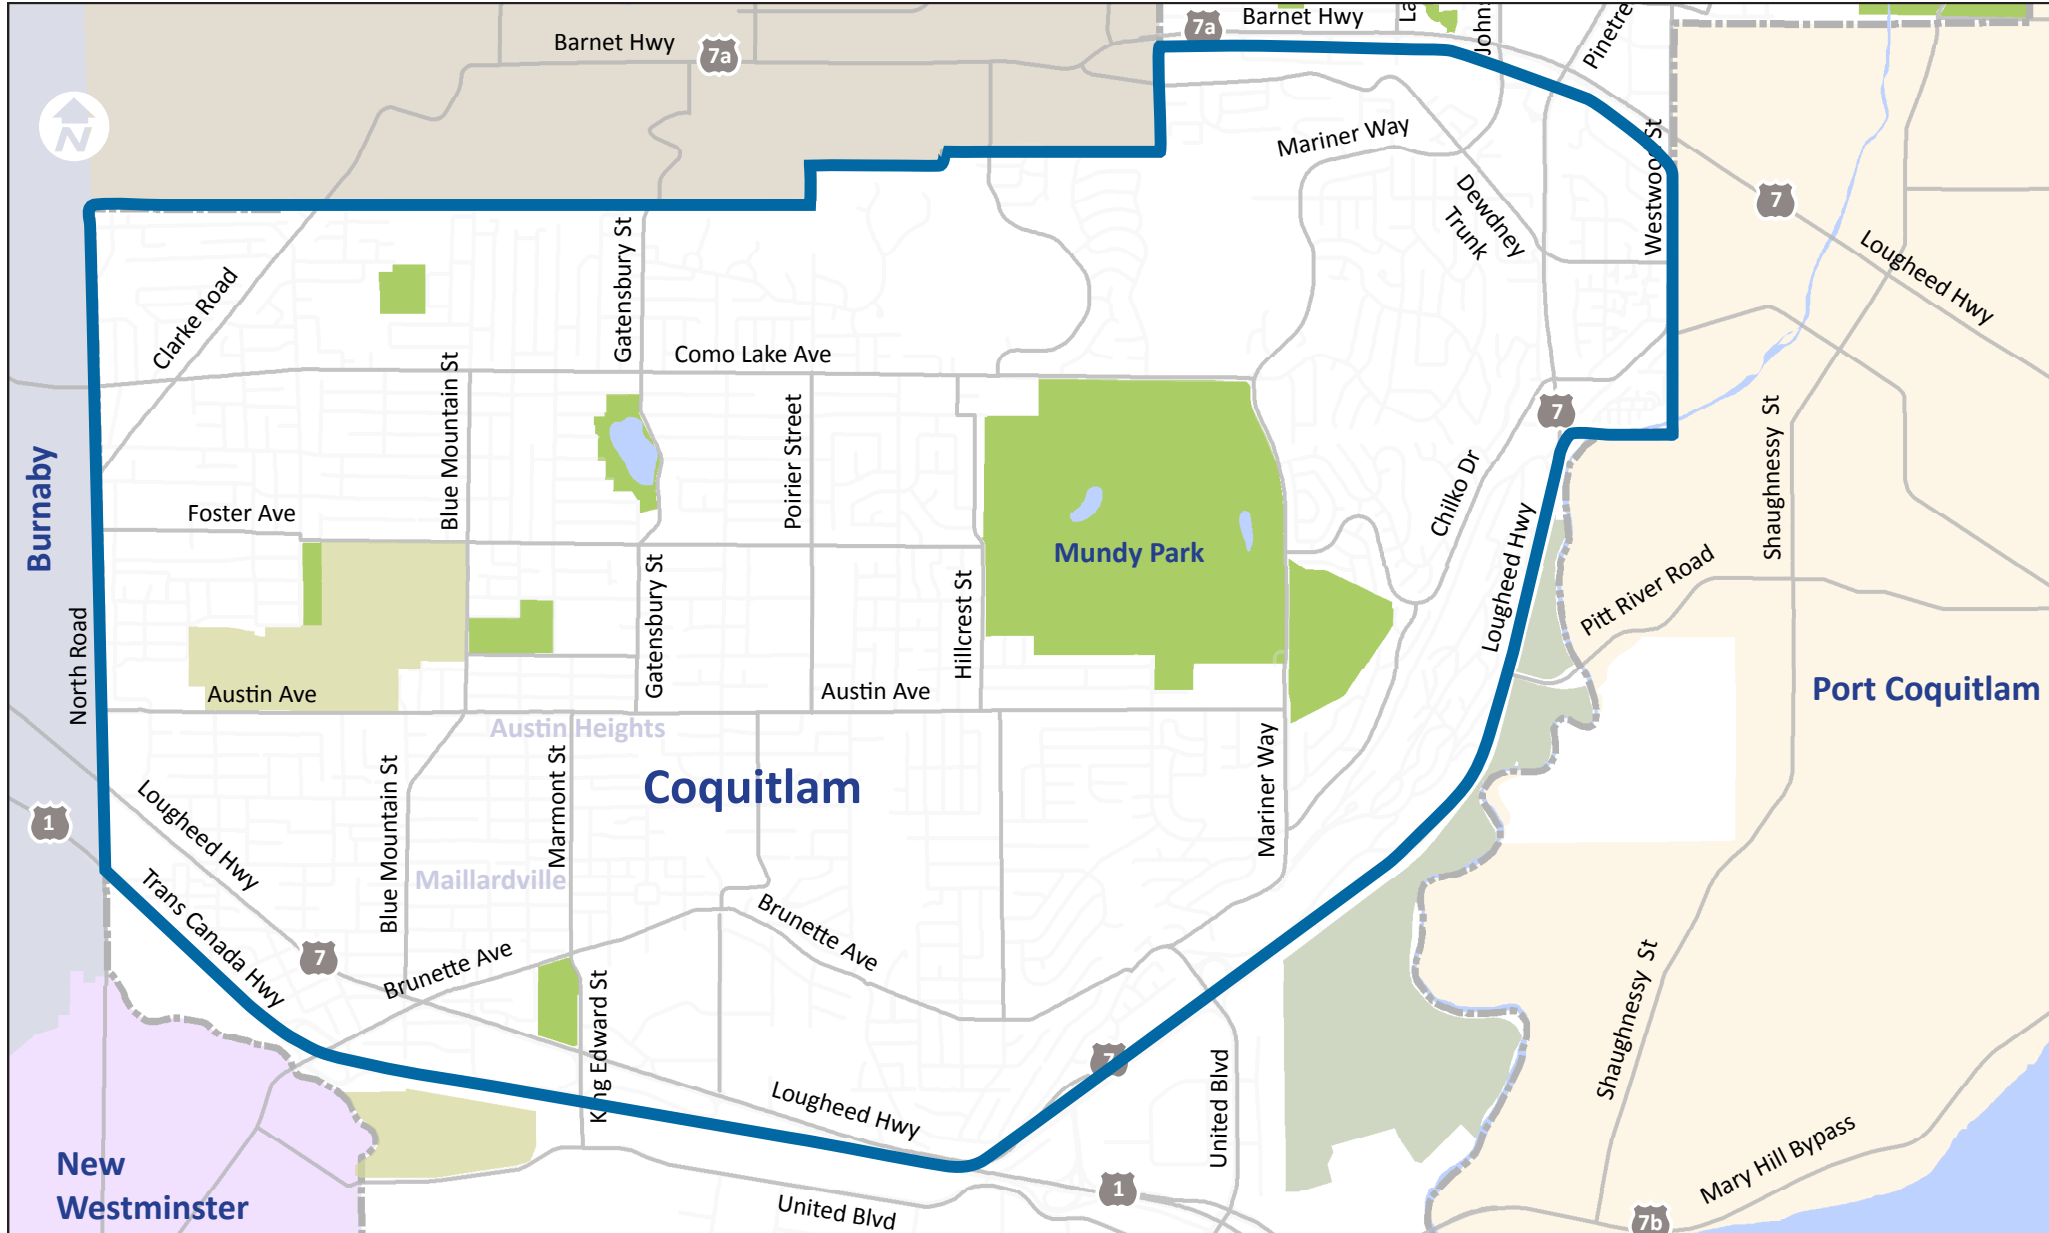 Barnet Hwy
7a
7a
Barnet Hwy
La
John
Pinetre
N
Mariner Way
Westwood St
7
Dewdney
Trunk
Lougheed Hwy
Gatensbury St
Clarke Road
Como Lake Ave
Blue Mountain St
Poirier Street
7
Shaughnessy St
Burnaby
Chilko Dr
Foster Ave
Lougheed Hwy
Mundy Park
Gatensbury St
Hillcrest St
Pitt River Road
North Road
Austin Ave
Austin Ave
Port Coquitlam
Austin Heights
Coquitlam
Mariner Way
Marmont St
Blue Mountain St
1
Lougheed Hwy
Maillardville
Trans Canada Hwy
Brunette Ave
7
Brunette Ave
King Edward St
7
Shaughnessy St
United Blvd
Lougheed Hwy
New
Westminster
1
Mary Hill Bypass
United Blvd
7b